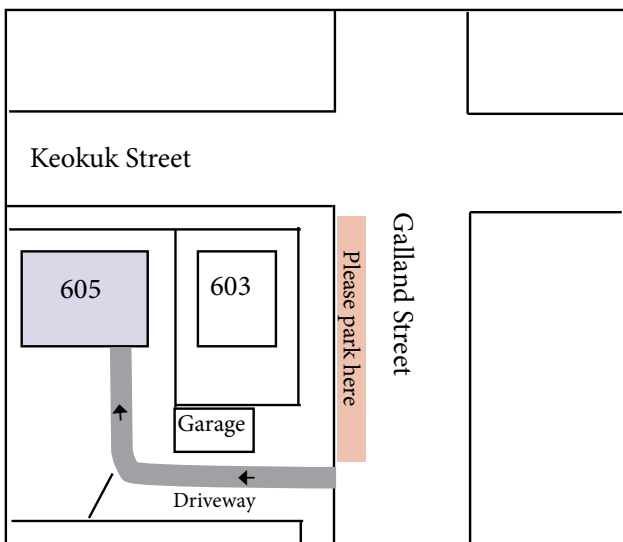 Keokuk Street
Galland Street
605
603
Please park here
Garage
Driveway